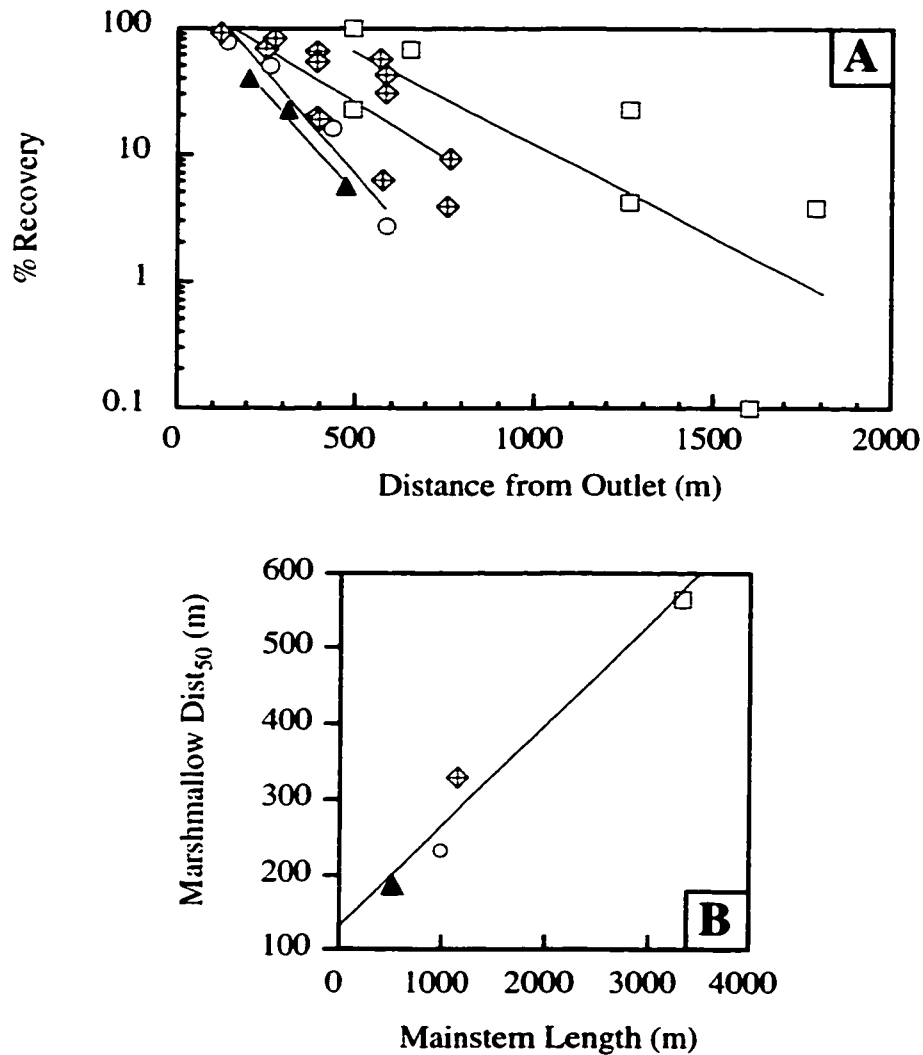 100
10
1
0.1
% Recovery
A
0 500 1000 1500 2000
Distance from Outlet (m)
600
500
400
300
200
100
Marshmallow Dist50 (m)
B
0 1000 2000 3000 4000
Mainstem Length (m)